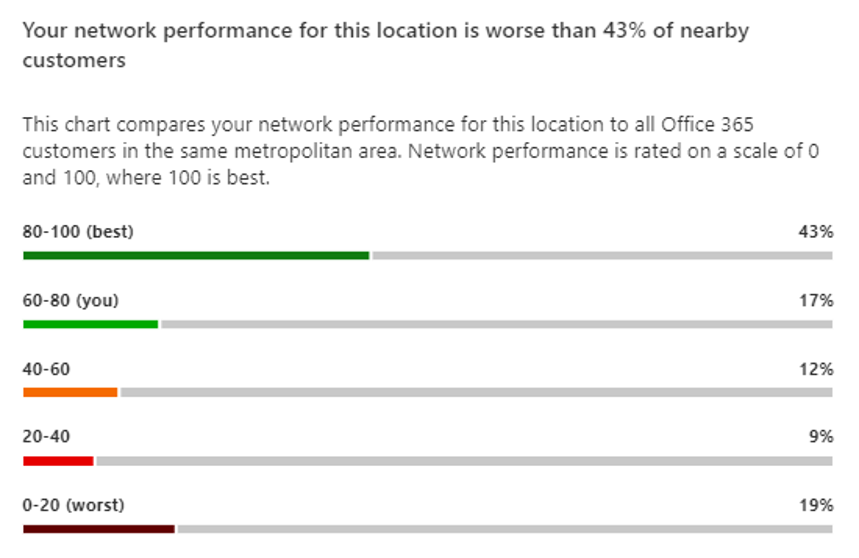 Your network performance for this location is worse than 43% of nearby
customers
This chart compares your network performance for this location to all Office 365
customers in the same metropolitan area. Network performance is rated on a scale of 0
and 100, where 100 is best.
80-100 (best) 43%
60-80 (you) 17%
40-60 12%
20-40 9%
0-20 (worst) 19%